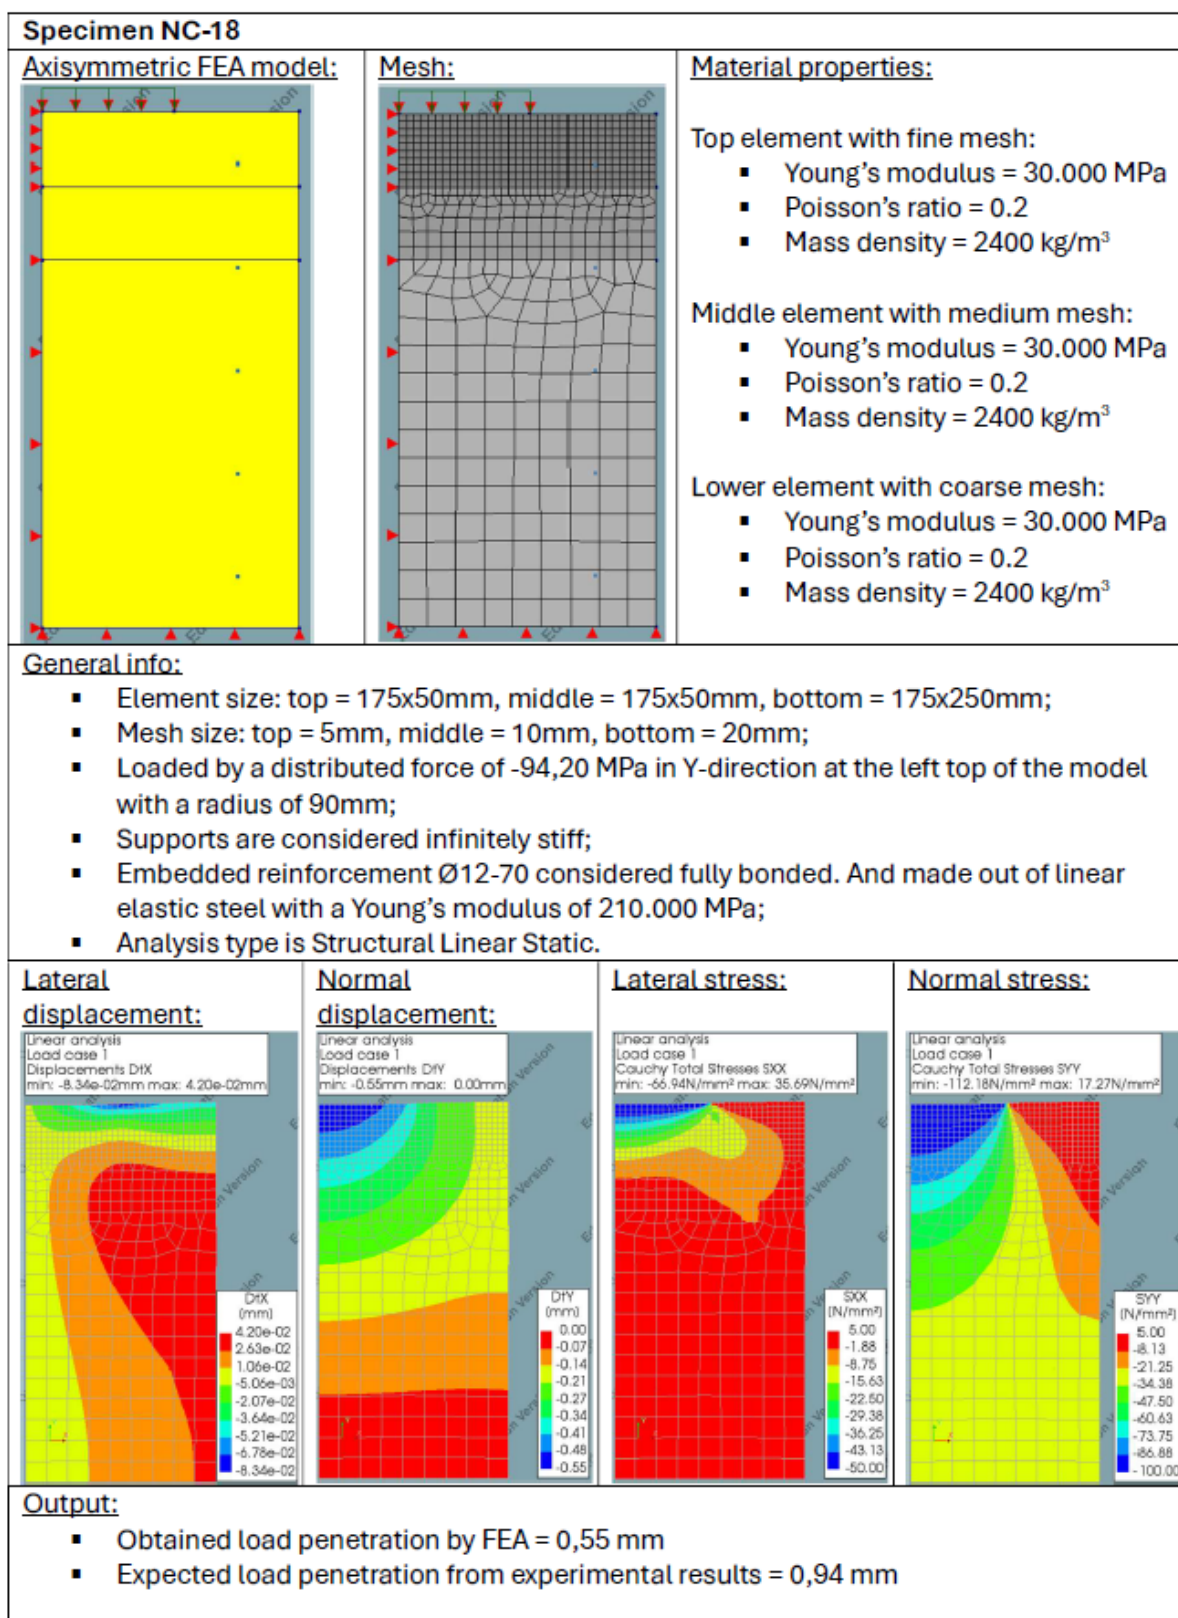 Specimen NC-18
Axisymmetric FEA model:
Mesh:
Material properties:
Top element with fine mesh:
▪ Young's modulus = 30.000 MPa
▪ Poisson's ratio = 0.2
▪ Mass density = 2400 kg/m³
Middle element with medium mesh:
▪ Young's modulus = 30.000 MPa
▪ Poisson's ratio = 0.2
▪ Mass density = 2400 kg/m³
Lower element with coarse mesh:
▪ Young's modulus = 30.000 MPa
▪ Poisson's ratio = 0.2
▪ Mass density = 2400 kg/m³
General info:
▪ Element size: top = 175x50mm, middle = 175x50mm, bottom = 175x250mm;
▪ Mesh size: top = 5mm, middle = 10mm, bottom = 20mm;
▪ Loaded by a distributed force of -94,20 MPa in Y-direction at the left top of the model
with a radius of 90mm;
▪ Supports are considered infinitely stiff;
▪ Embedded reinforcement Ø12-70 considered fully bonded. And made out of linear
elastic steel with a Young's modulus of 210.000 MPa;
▪ Analysis type is Structural Linear Static.
Lateral
displacement:
Linear analysis
Load case 1
Displacements DtX
min: -8.34e-02mm max: 4.20e-02mm
Version
DtX
(mm)
4.20e-02
2.63e-02
1.06e-02
-5.06e-03
-2.07e-02
-3.64e-02
-5.21e-02
-6.78e-02
-8.34e-02
Normal
displacement:
Linear analysis
Load case 1
Displacements DtY
min: -0.55mm max: 0.00mm
Version
DtY
(mm)
0.00
-0.07
-0.14
-0.21
-0.27
-0.34
-0.41
-0.48
-0.55
Lateral stress:
Linear analysis
Load case 1
Cauchy Total Stresses SXX
min: -66.94N/mm² max: 35.69N/mm²
Version
SXX
(N/mm²)
5.00
-1.88
-8.75
-15.63
-22.50
-29.38
-36.25
-43.13
-50.00
Normal stress:
Linear analysis
Load case 1
Cauchy Total Stresses SYY
min: -112.18N/mm² max: 17.27N/mm²
Version
SYY
(N/mm²)
5.00
-8.13
-21.25
-34.38
-47.50
-60.63
-73.75
-86.88
-100.00
Output:
▪ Obtained load penetration by FEA = 0,55 mm
▪ Expected load penetration from experimental results = 0,94 mm